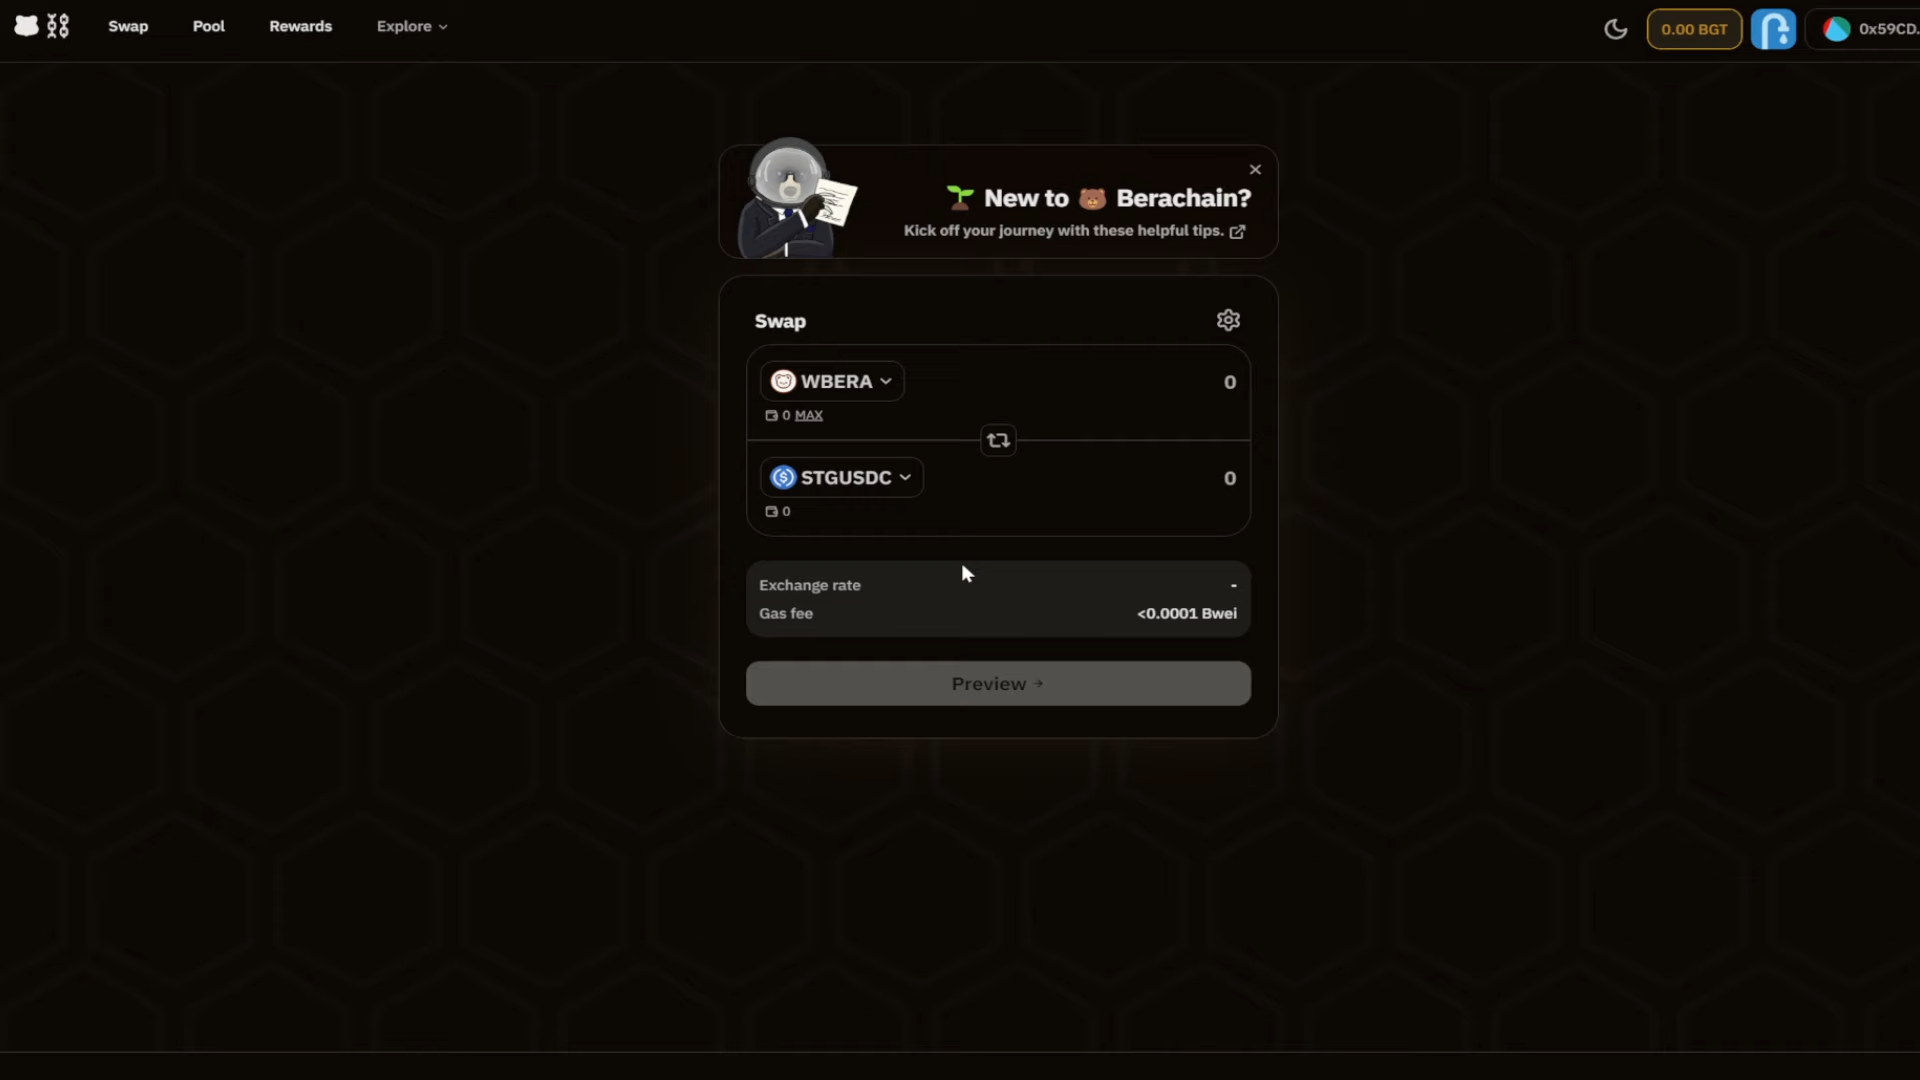 Swap Pool Rewards Explore 0.00 BGT 0x59CD.
New to Berachain?
Kick off your journey with these helpful tips.
Swap
WBERA 0
0 MAX
STGUSDC 0
0
Exchange rate -
Gas fee <0.0001 Bwei
Preview →